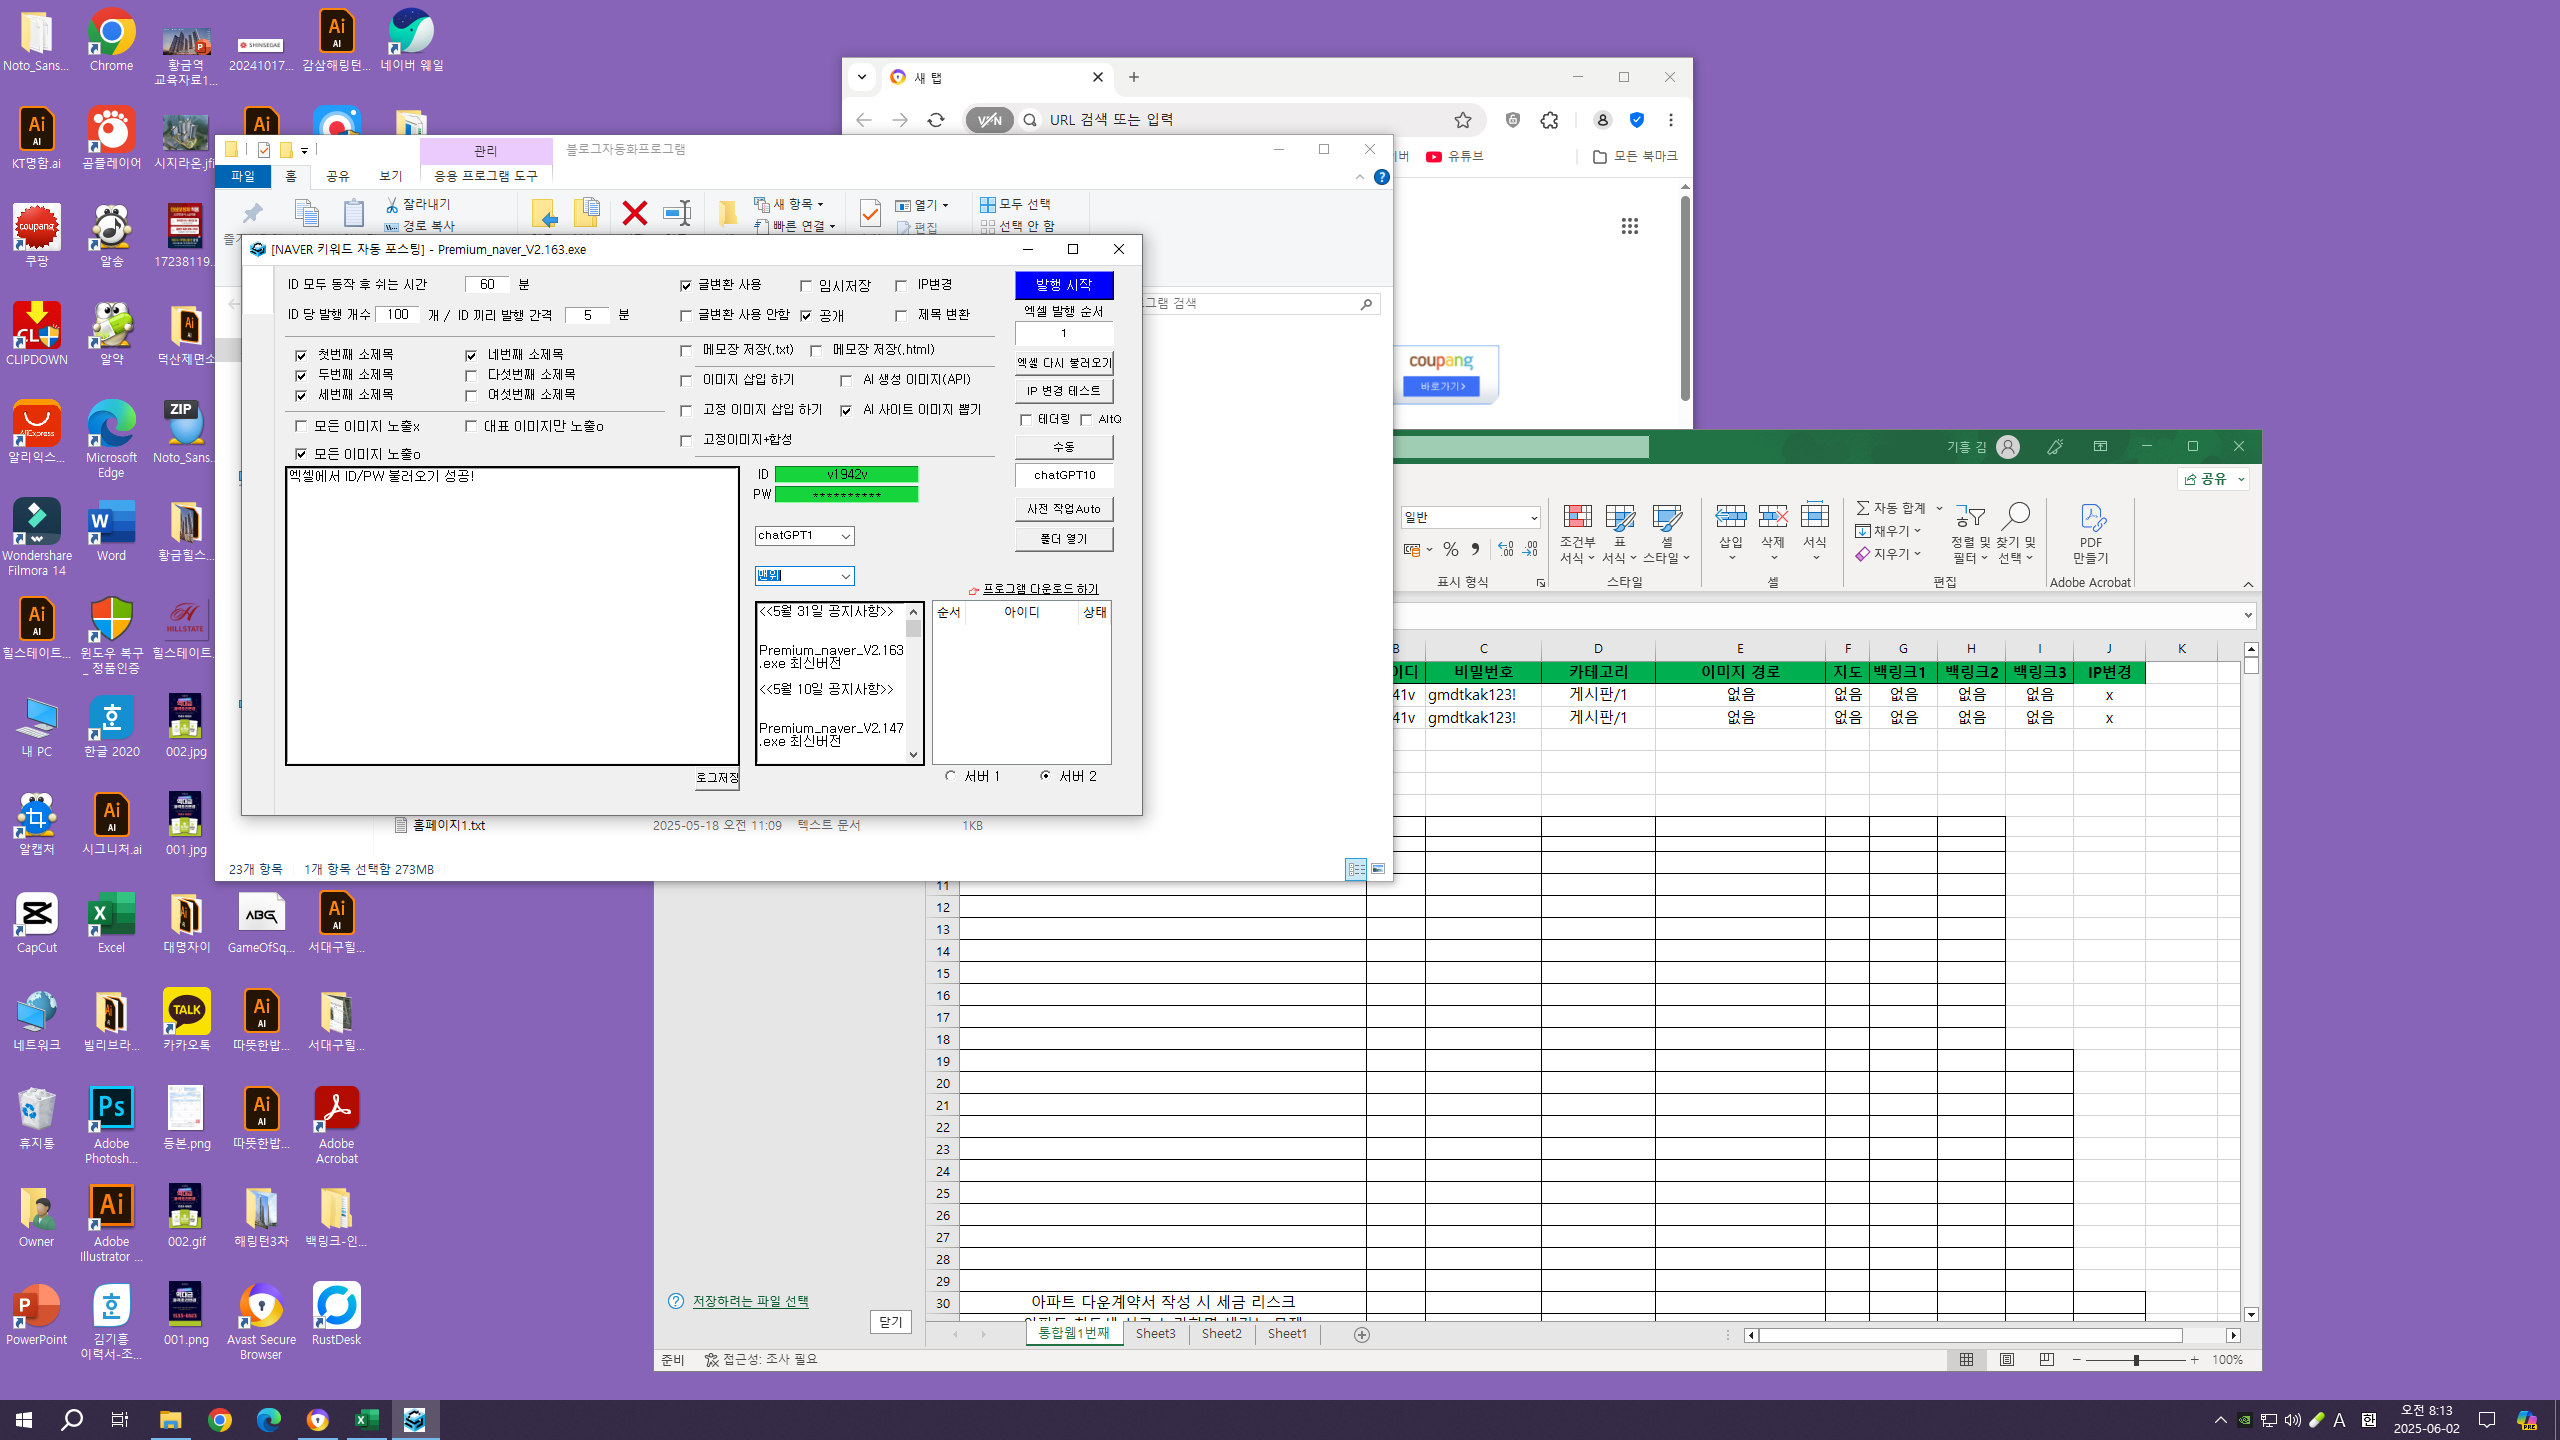 Noto_Sans...
Chrome
황금역
교육자료1...
20241017...
감삼해링턴...
네이버 웨일
KT명함.ai
곰플레이어
시지라온.jfi
쿠팡
알송
17238119...
CLIPDOWN
알약
덕산제면소
알리익스...
Microsoft
Edge
Noto_Sans...
Wondershare
Filmora 14
Word
황금힐스...
힐스테이트...
윈도우 복구
_ 정품인증
힐스테이트...
내 PC
한글 2020
002.jpg
알캡처
시그니처.ai
001.jpg
CapCut
Excel
대명자이
GameOfSq...
서대구힐...
네트워크
빌리브라...
카카오톡
따뜻한밥...
서대구힐...
휴지통
Adobe
Photosh...
등본.png
따뜻한밥...
Adobe
Acrobat
Owner
Adobe
Illustrator ...
002.gif
해링턴3차
백링크-인...
PowerPoint
김기흥
이력서-조...
001.png
Avast Secure
Browser
RustDesk
새 탭
URL 검색 또는 입력
유튜브
모든 북마크
coupang
바로가기>
관리
블로그자동화프로그램
파일
홈
공유
보기
응용 프로그램 도구
잘라내기
경로 복사
새 항목
빠른 연결
열기
편집
모두 선택
선택 안 함
그램 검색
[NAVER 키워드 자동 포스팅] - Premium_naver_V2.163.exe
ID 모두 동작 후 쉬는 시간 60 분
ID 당 발행 개수 100 개 / ID 끼리 발행 간격 5 분
글변환 사용
임시저장
IP변경
글변환 사용 안함
공개
제목 변환
첫번째 소제목
네번째 소제목
두번째 소제목
다섯번째 소제목
세번째 소제목
여섯번째 소제목
모든 이미지 노출x
대표 이미지만 노출o
모든 이미지 노출o
메모장 저장(.txt)
메모장 저장(.html)
이미지 삽입 하기
AI 생성 이미지(API)
고정 이미지 삽입 하기
AI 사이트 이미지 뽑기
고정이미지+합성
발행 시작
엑셀 발행 순서
1
엑셀 다시 불러오기
IP 변경 테스트
테더링
AltQ
수동
chatGPT10
사전 작업Auto
폴더 열기
엑셀에서 ID/PW 불러오기 성공!
ID v1942v
PW **********
chatGPT1
맨위
프로그램 다운로드 하기
<<5월 31일 공지사항>>
Premium_naver_V2.163
.exe 최신버전
<<5월 10일 공지사항>>
Premium_naver_V2.147
.exe 최신버전
순서 아이디 상태
서버 1
서버 2
로그저장
홈페이지1.txt 2025-05-18 오전 11:09 텍스트 문서 1KB
23개 항목 1개 항목 선택함 273MB
기흥 김
공유
일반
조건부
서식
표
서식
셀
스타일
삽입
삭제
서식
자동 합계
채우기
지우기
정렬 및
필터
찾기 및
선택
PDF
만들기
표시 형식
스타일
셀
편집
Adobe Acrobat
B C D E F G H I J K
이디 비밀번호 카테고리 이미지 경로 지도 백링크1 백링크2 백링크3 IP변경
41v gmdtkak123! 게시판/1 없음 없음 없음 없음 없음 x
41v gmdtkak123! 게시판/1 없음 없음 없음 없음 없음 x
11
12
13
14
15
16
17
18
19
20
21
22
23
24
25
26
27
28
29
30 아파트 다운계약서 작성 시 세금 리스크
저장하려는 파일 선택
닫기
통합웹1번째
Sheet3
Sheet2
Sheet1
준비
접근성: 조사 필요
100%
오전 8:13
2025-06-02